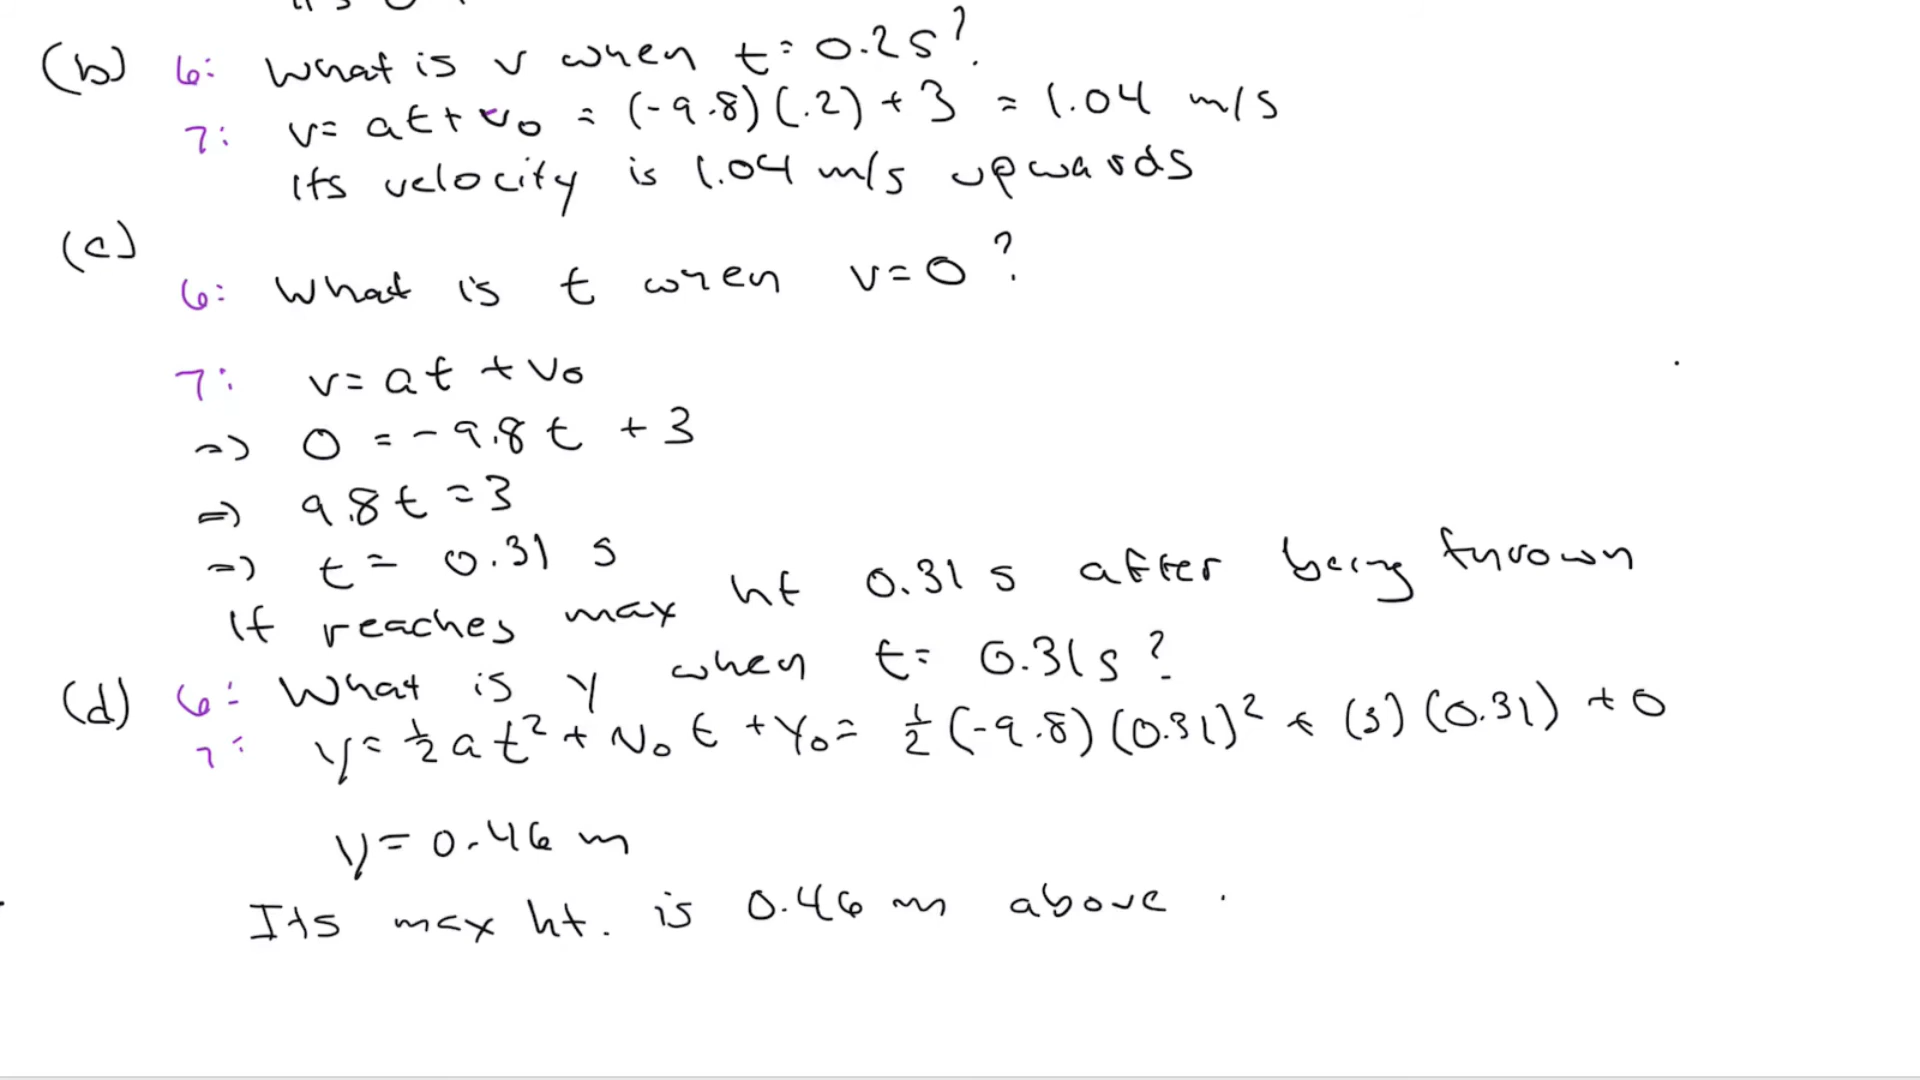 (b) 6: What is v when t = 0.2 s?
7: v = at + v₀ = (-9.8)(.2) + 3 = 1.04 m/s
Its velocity is 1.04 m/s upwards
(c)
6: What is t when v = 0?
7: v = at + v₀
=> 0 = -9.8t + 3
=> 9.8t = 3
=> t = 0.31 s
It reaches max ht 0.31 s after being thrown
(d) 6: What is y when t = 0.31 s?
7: y = ½at² + v₀t + y₀ = ½(-9.8)(0.31)² + (3)(0.31) + 0
y = 0.46 m
Its max ht. is 0.46 m above